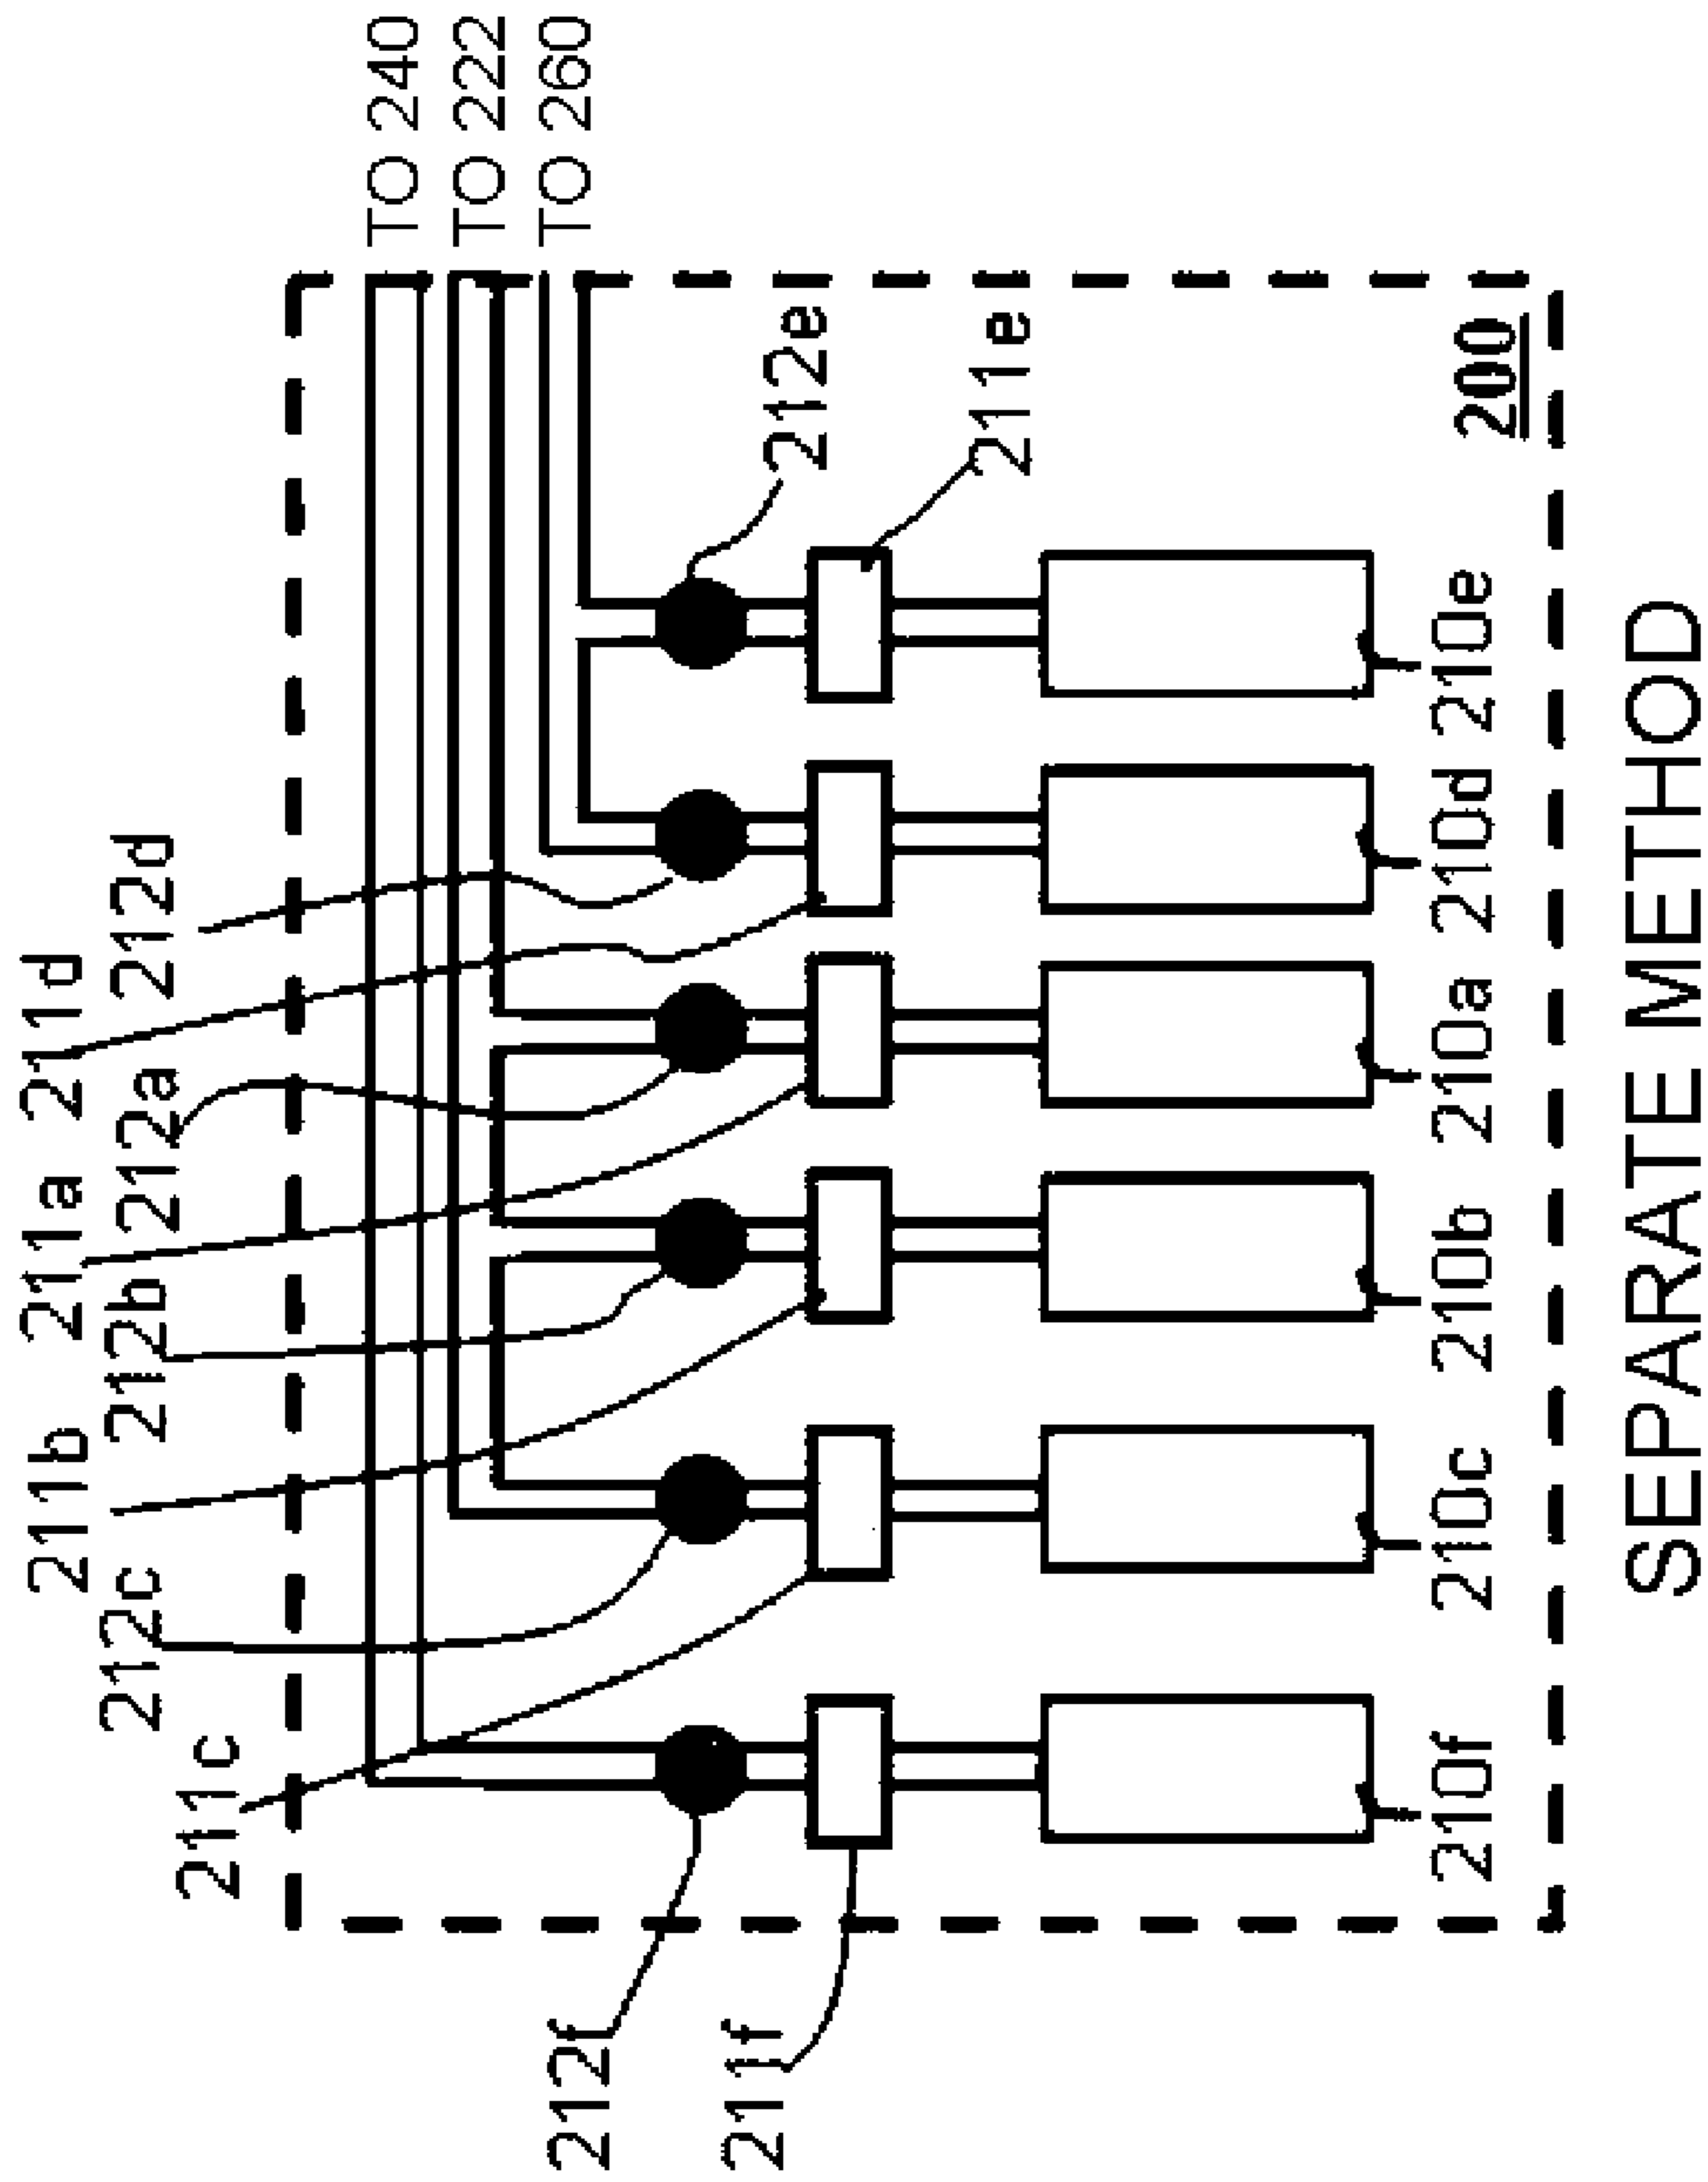 211b
211a
211d
212c
212b
212a
212d
211c
TO 240
TO 222
TO 260
212f
212e
211f
211e
210f
210c
210b
210a
210d
210e
200
SEPARATE METHOD